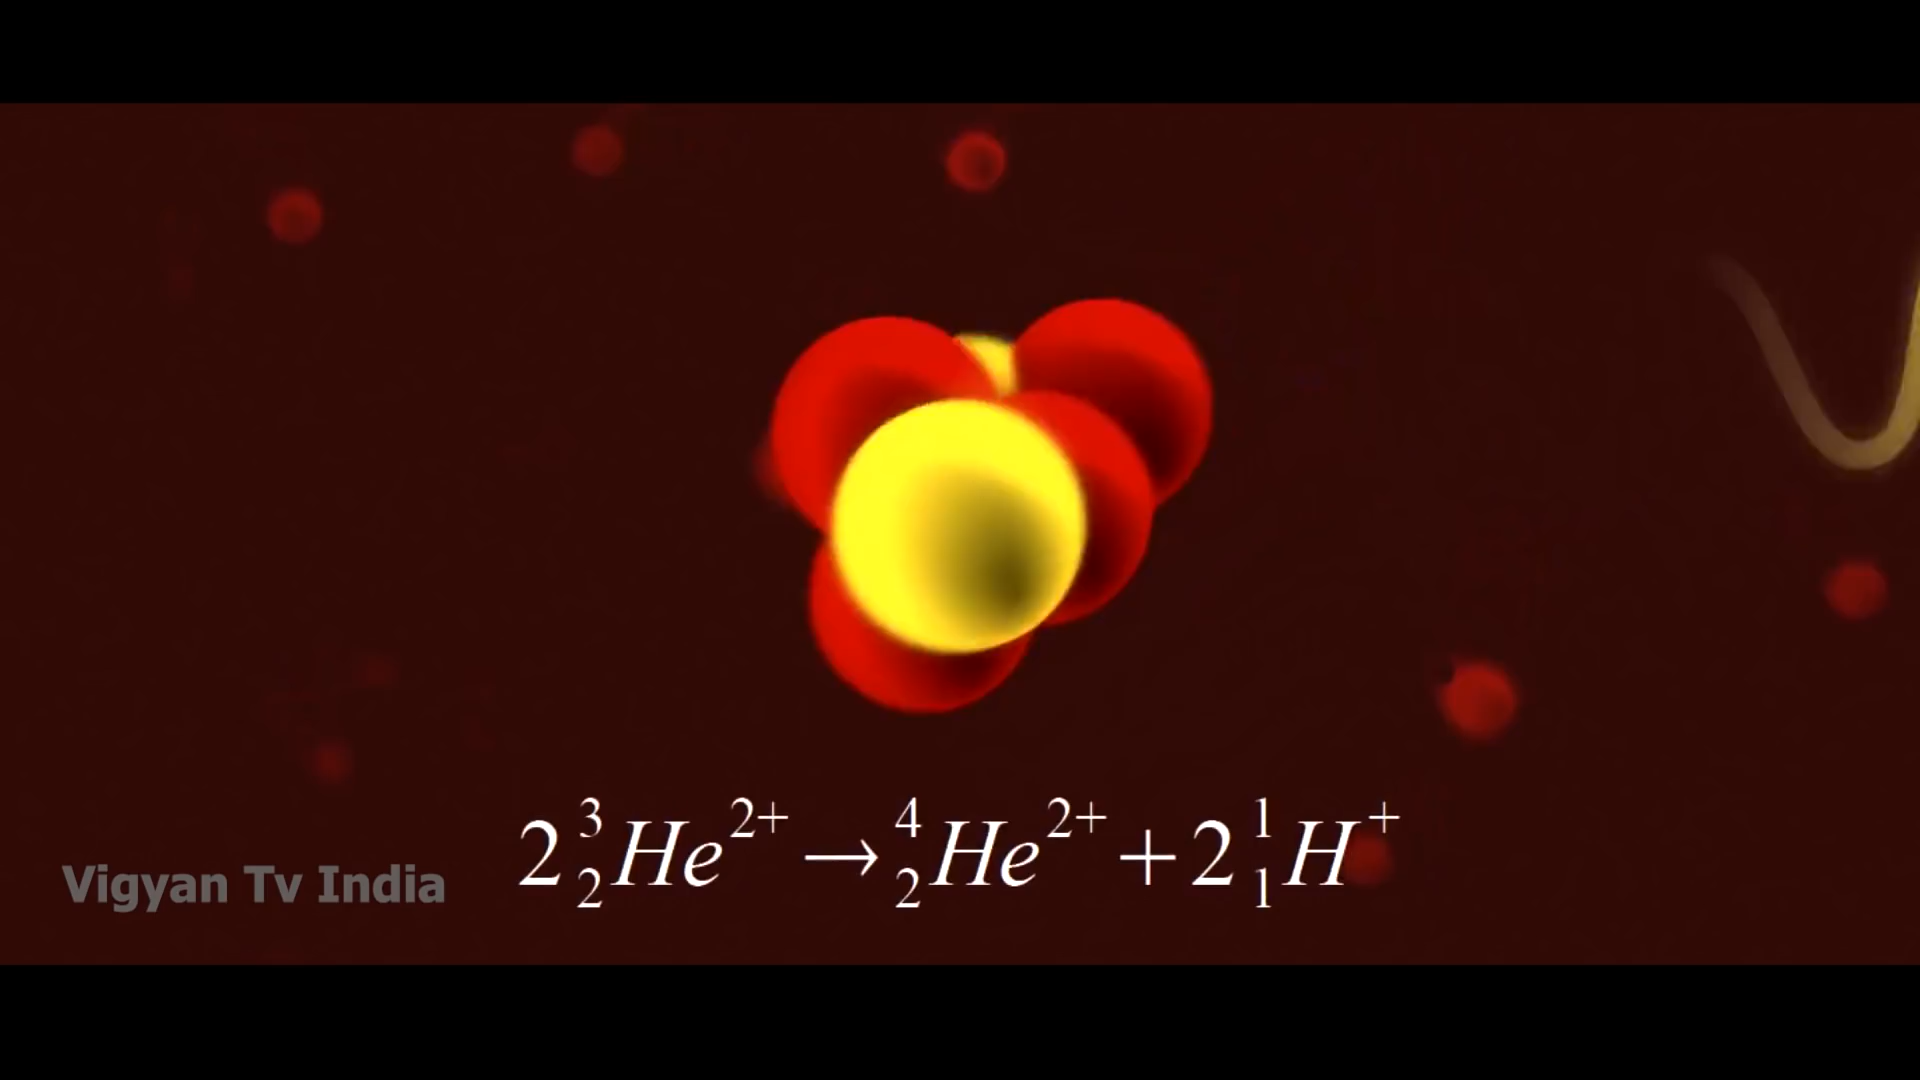 2 ³₂He²⁺ → ⁴₂He²⁺ + 2 ¹₁H⁺
Vigyan Tv India